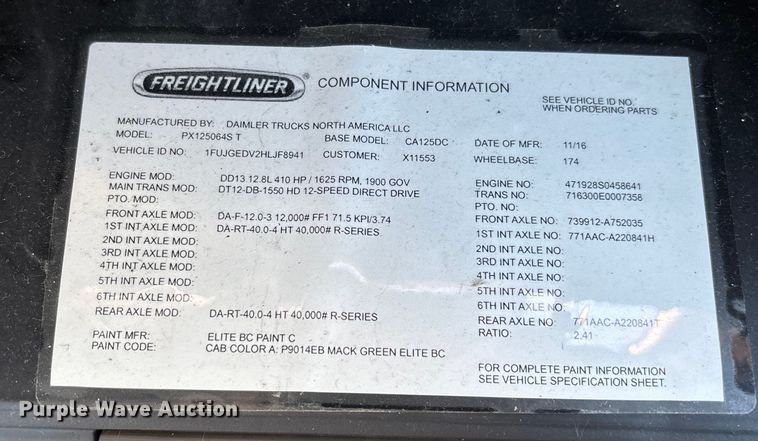 FREIGHTLINER ® COMPONENT INFORMATION
SEE VEHICLE ID NO.
WHEN ORDERING PARTS
MANUFACTURED BY: DAIMLER TRUCKS NORTH AMERICA LLC
MODEL: PX125064S T BASE MODEL: CA125DC DATE OF MFR: 11/16
VEHICLE ID NO: 1FUJGEDV2HLJF8941 CUSTOMER: X11553 WHEELBASE: 174
ENGINE MOD: DD13 12.8L 410 HP / 1625 RPM, 1900 GOV ENGINE NO: 471928S0458641
MAIN TRANS MOD: DT12-DB-1550 HD 12-SPEED DIRECT DRIVE TRANS NO: 716300E0007358
PTO. MOD: PTO. NO:
FRONT AXLE MOD: DA-F-12.0-3 12,000# FF1 71.5 KPI/3.74 FRONT AXLE NO: 739912-A752035
1ST INT AXLE MOD: DA-RT-40.0-4 HT 40,000# R-SERIES 1ST INT AXLE NO: 771AAC-A220841H
2ND INT AXLE MOD: 2ND INT AXLE NO:
3RD INT AXLE MOD: 3RD INT AXLE NO:
4TH INT AXLE MOD: 4TH INT AXLE NO:
5TH INT AXLE MOD: 5TH INT AXLE NO:
6TH INT AXLE MOD: 6TH INT AXLE NO:
REAR AXLE MOD: DA-RT-40.0-4 HT 40,000# R-SERIES REAR AXLE NO: 771AAC-A220841T
RATIO: 2.41
PAINT MFR: ELITE BC PAINT C
PAINT CODE: CAB COLOR A: P9014EB MACK GREEN ELITE BC
FOR COMPLETE PAINT INFORMATION
SEE VEHICLE SPECIFICATION SHEET.
Purple Wave Auction